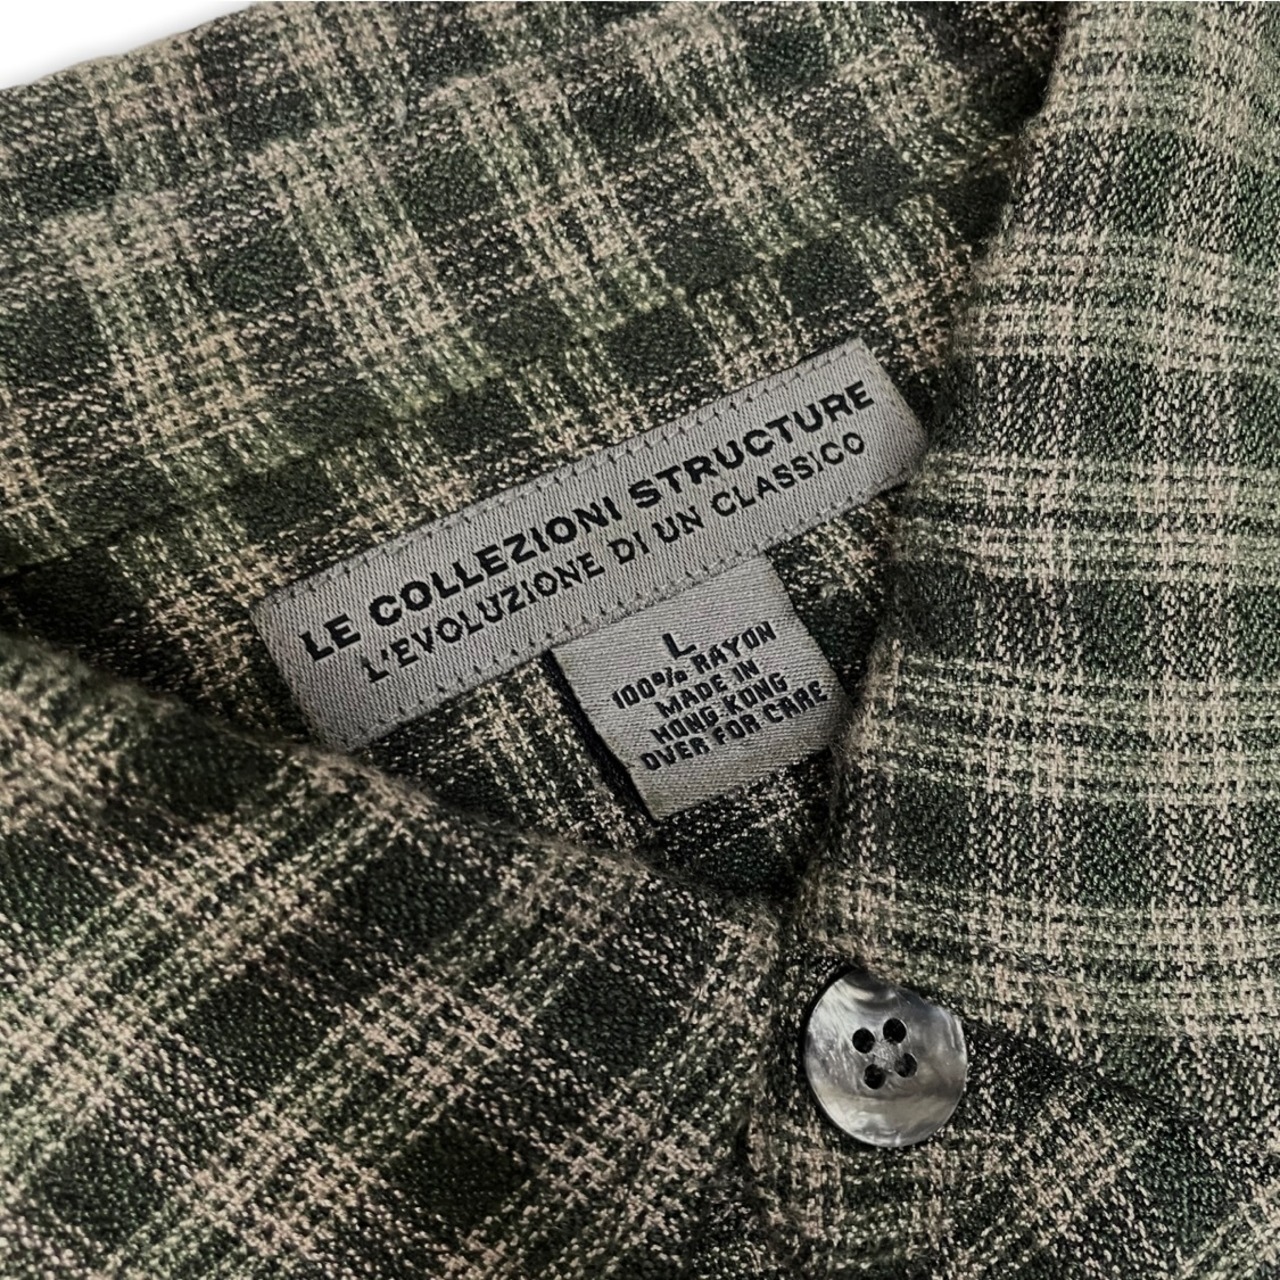 LE COLLEZIONI STRUCTURE
L'EVOLUZIONE DI UN CLASSICO
L
100% RAYON
MADE IN
HONG KONG
OVER FOR CARE